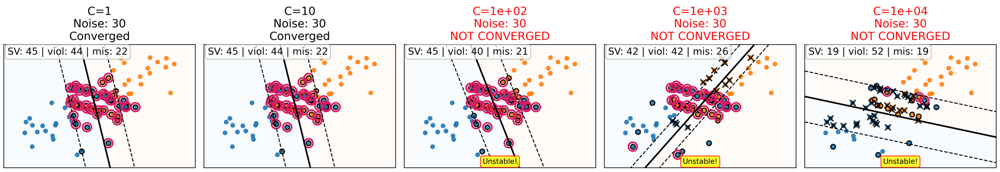 C=1
Noise: 30
Converged
SV: 45 | viol: 44 | mis: 22
C=10
Noise: 30
Converged
SV: 45 | viol: 44 | mis: 22
C=1e+02
Noise: 30
NOT CONVERGED
SV: 45 | viol: 40 | mis: 21
Unstable!
C=1e+03
Noise: 30
NOT CONVERGED
SV: 42 | viol: 42 | mis: 26
Unstable!
C=1e+04
Noise: 30
NOT CONVERGED
SV: 19 | viol: 52 | mis: 19
Unstable!